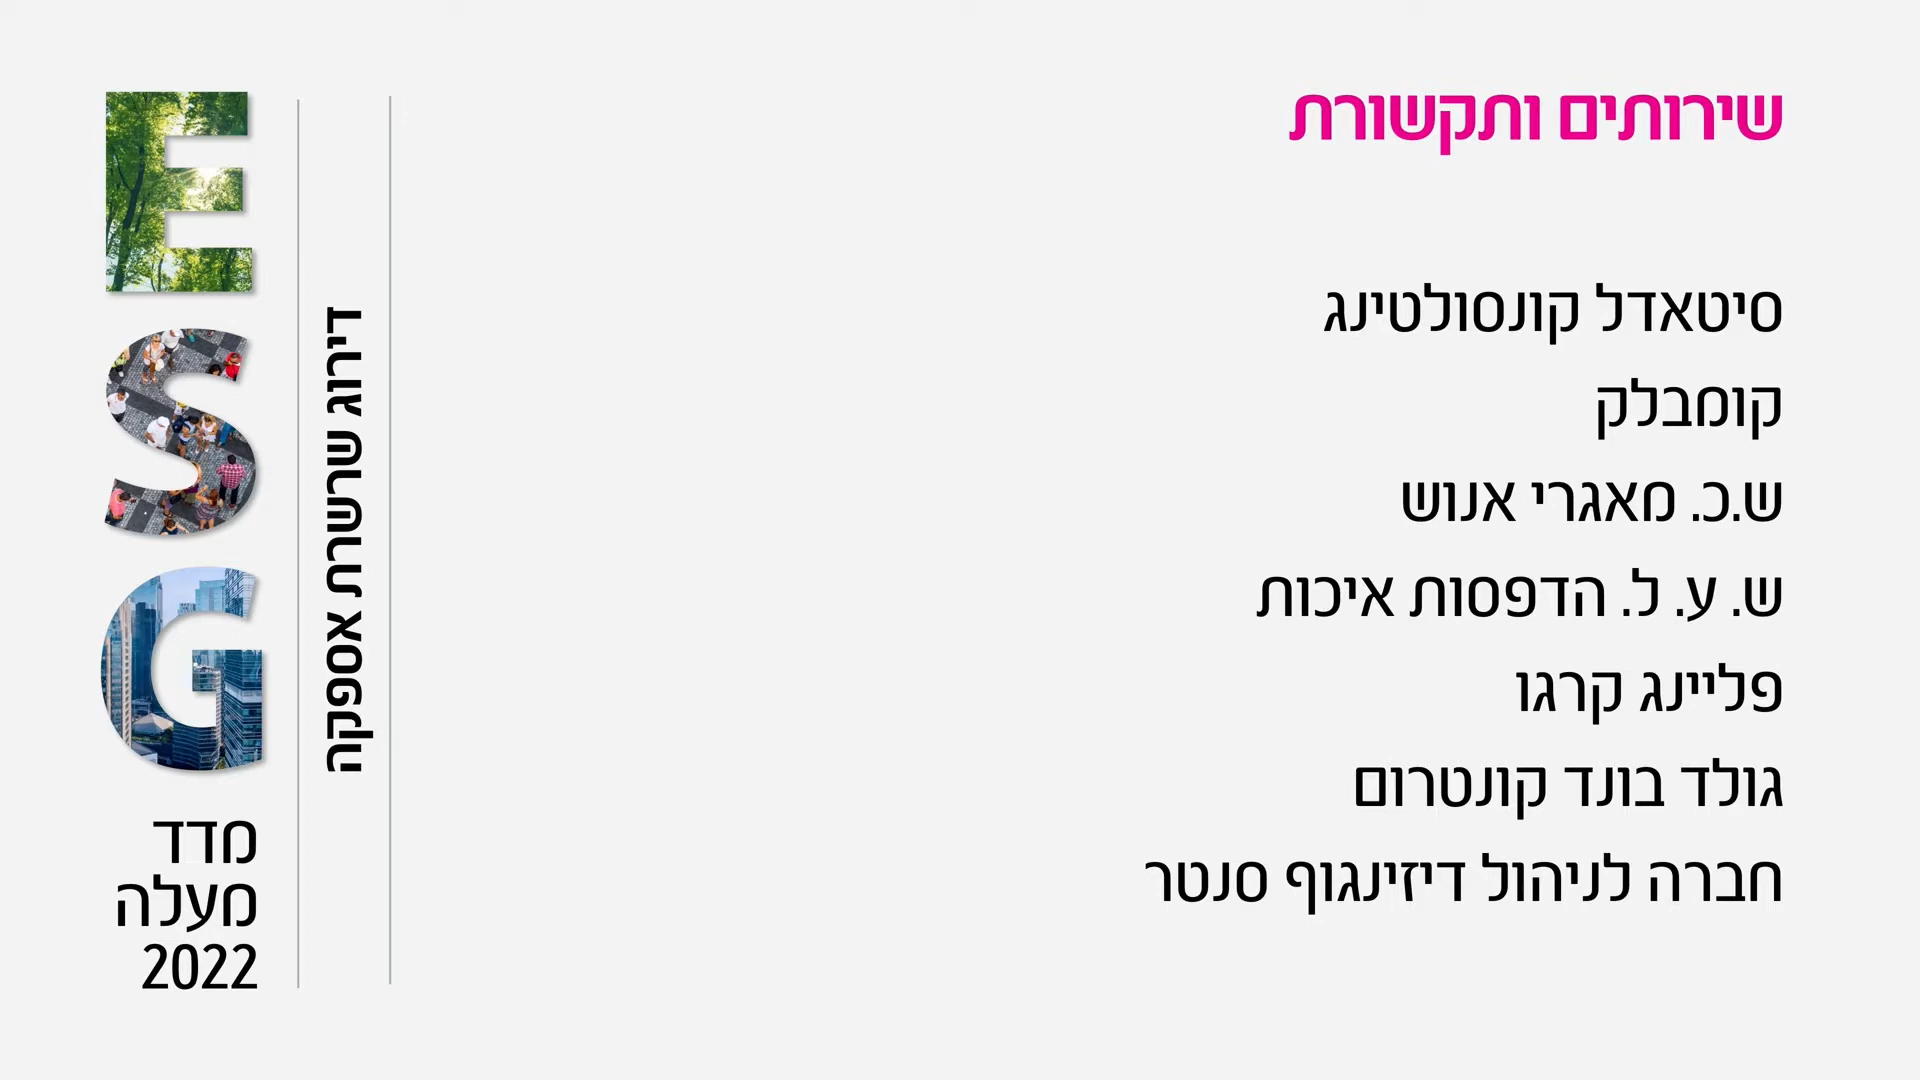 שירותים ותקשורת
סיטאדל קונסולטינג
קומבלק
ש.כ. מאגרי אנוש
ש. ע. ל. הדפסות איכות
פליינג קרגו
גולד בונד קונטרום
חברה לניהול דיזינגוף סנטר
דירוג שרשרת אספקה
E
S
G
מדד
מעלה
2022